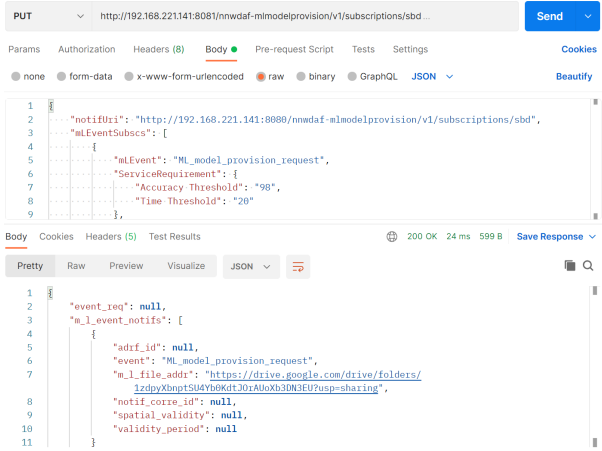 PUT http://192.168.221.141:8081/nnwdaf-mlmodelprovision/v1/subscriptions/sbd ... Send
Params Authorization Headers (8) Body Pre-request Script Tests Settings Cookies
none form-data x-www-form-urlencoded raw binary GraphQL JSON Beautify
1 {
2 "notifUri": "http://192.168.221.141:8080/nnwdaf-mlmodelprovision/v1/subscriptions/sbd",
3 "mLEventSubscs": [
4 {
5 "mLEvent": "ML_model_provision_request",
6 "ServiceRequirement": {
7 "Accuracy Threshold": "98",
8 "Time Threshold": "20"
9 },
Body Cookies Headers (5) Test Results 200 OK 24 ms 599 B Save Response
Pretty Raw Preview Visualize JSON
1 {
2 "event_req": null,
3 "m_l_event_notifs": [
4 {
5 "adrf_id": null,
6 "event": "ML_model_provision_request",
7 "m_l_file_addr": "https://drive.google.com/drive/folders/
1zdpyXbnptSU4Yb0KdtJOrAUoXb3DN3EU?usp=sharing",
8 "notif_corre_id": null,
9 "spatial_validity": null,
10 "validity_period": null
11 }